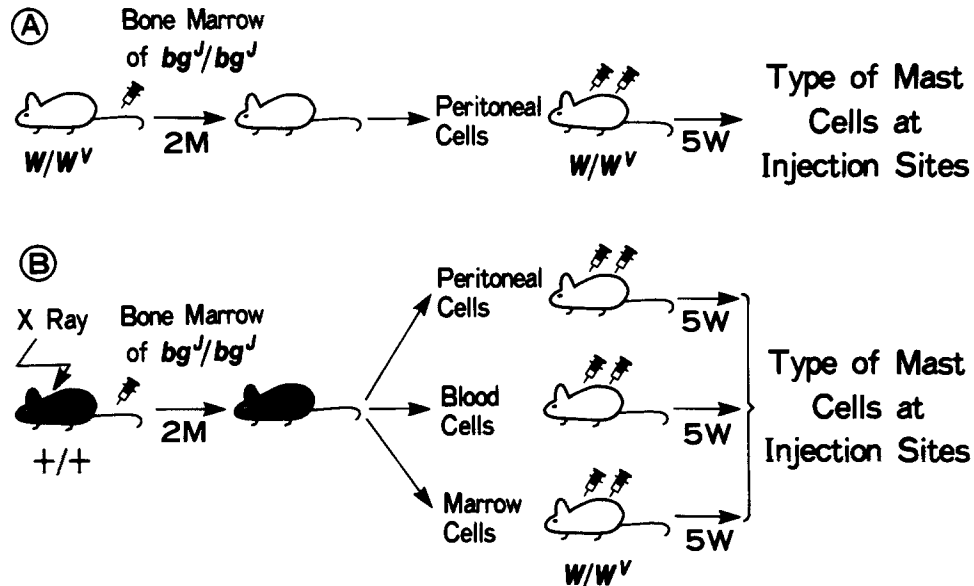 A
Bone Marrow
of bgᴶ/bgᴶ
W/Wⱽ
2M
Peritoneal
Cells
W/Wⱽ
5W
Type of Mast
Cells at
Injection Sites
B
X Ray
Bone Marrow
of bgᴶ/bgᴶ
+/+
2M
Peritoneal
Cells
5W
Blood
Cells
5W
Marrow
Cells
W/Wⱽ
5W
Type of Mast
Cells at
Injection Sites